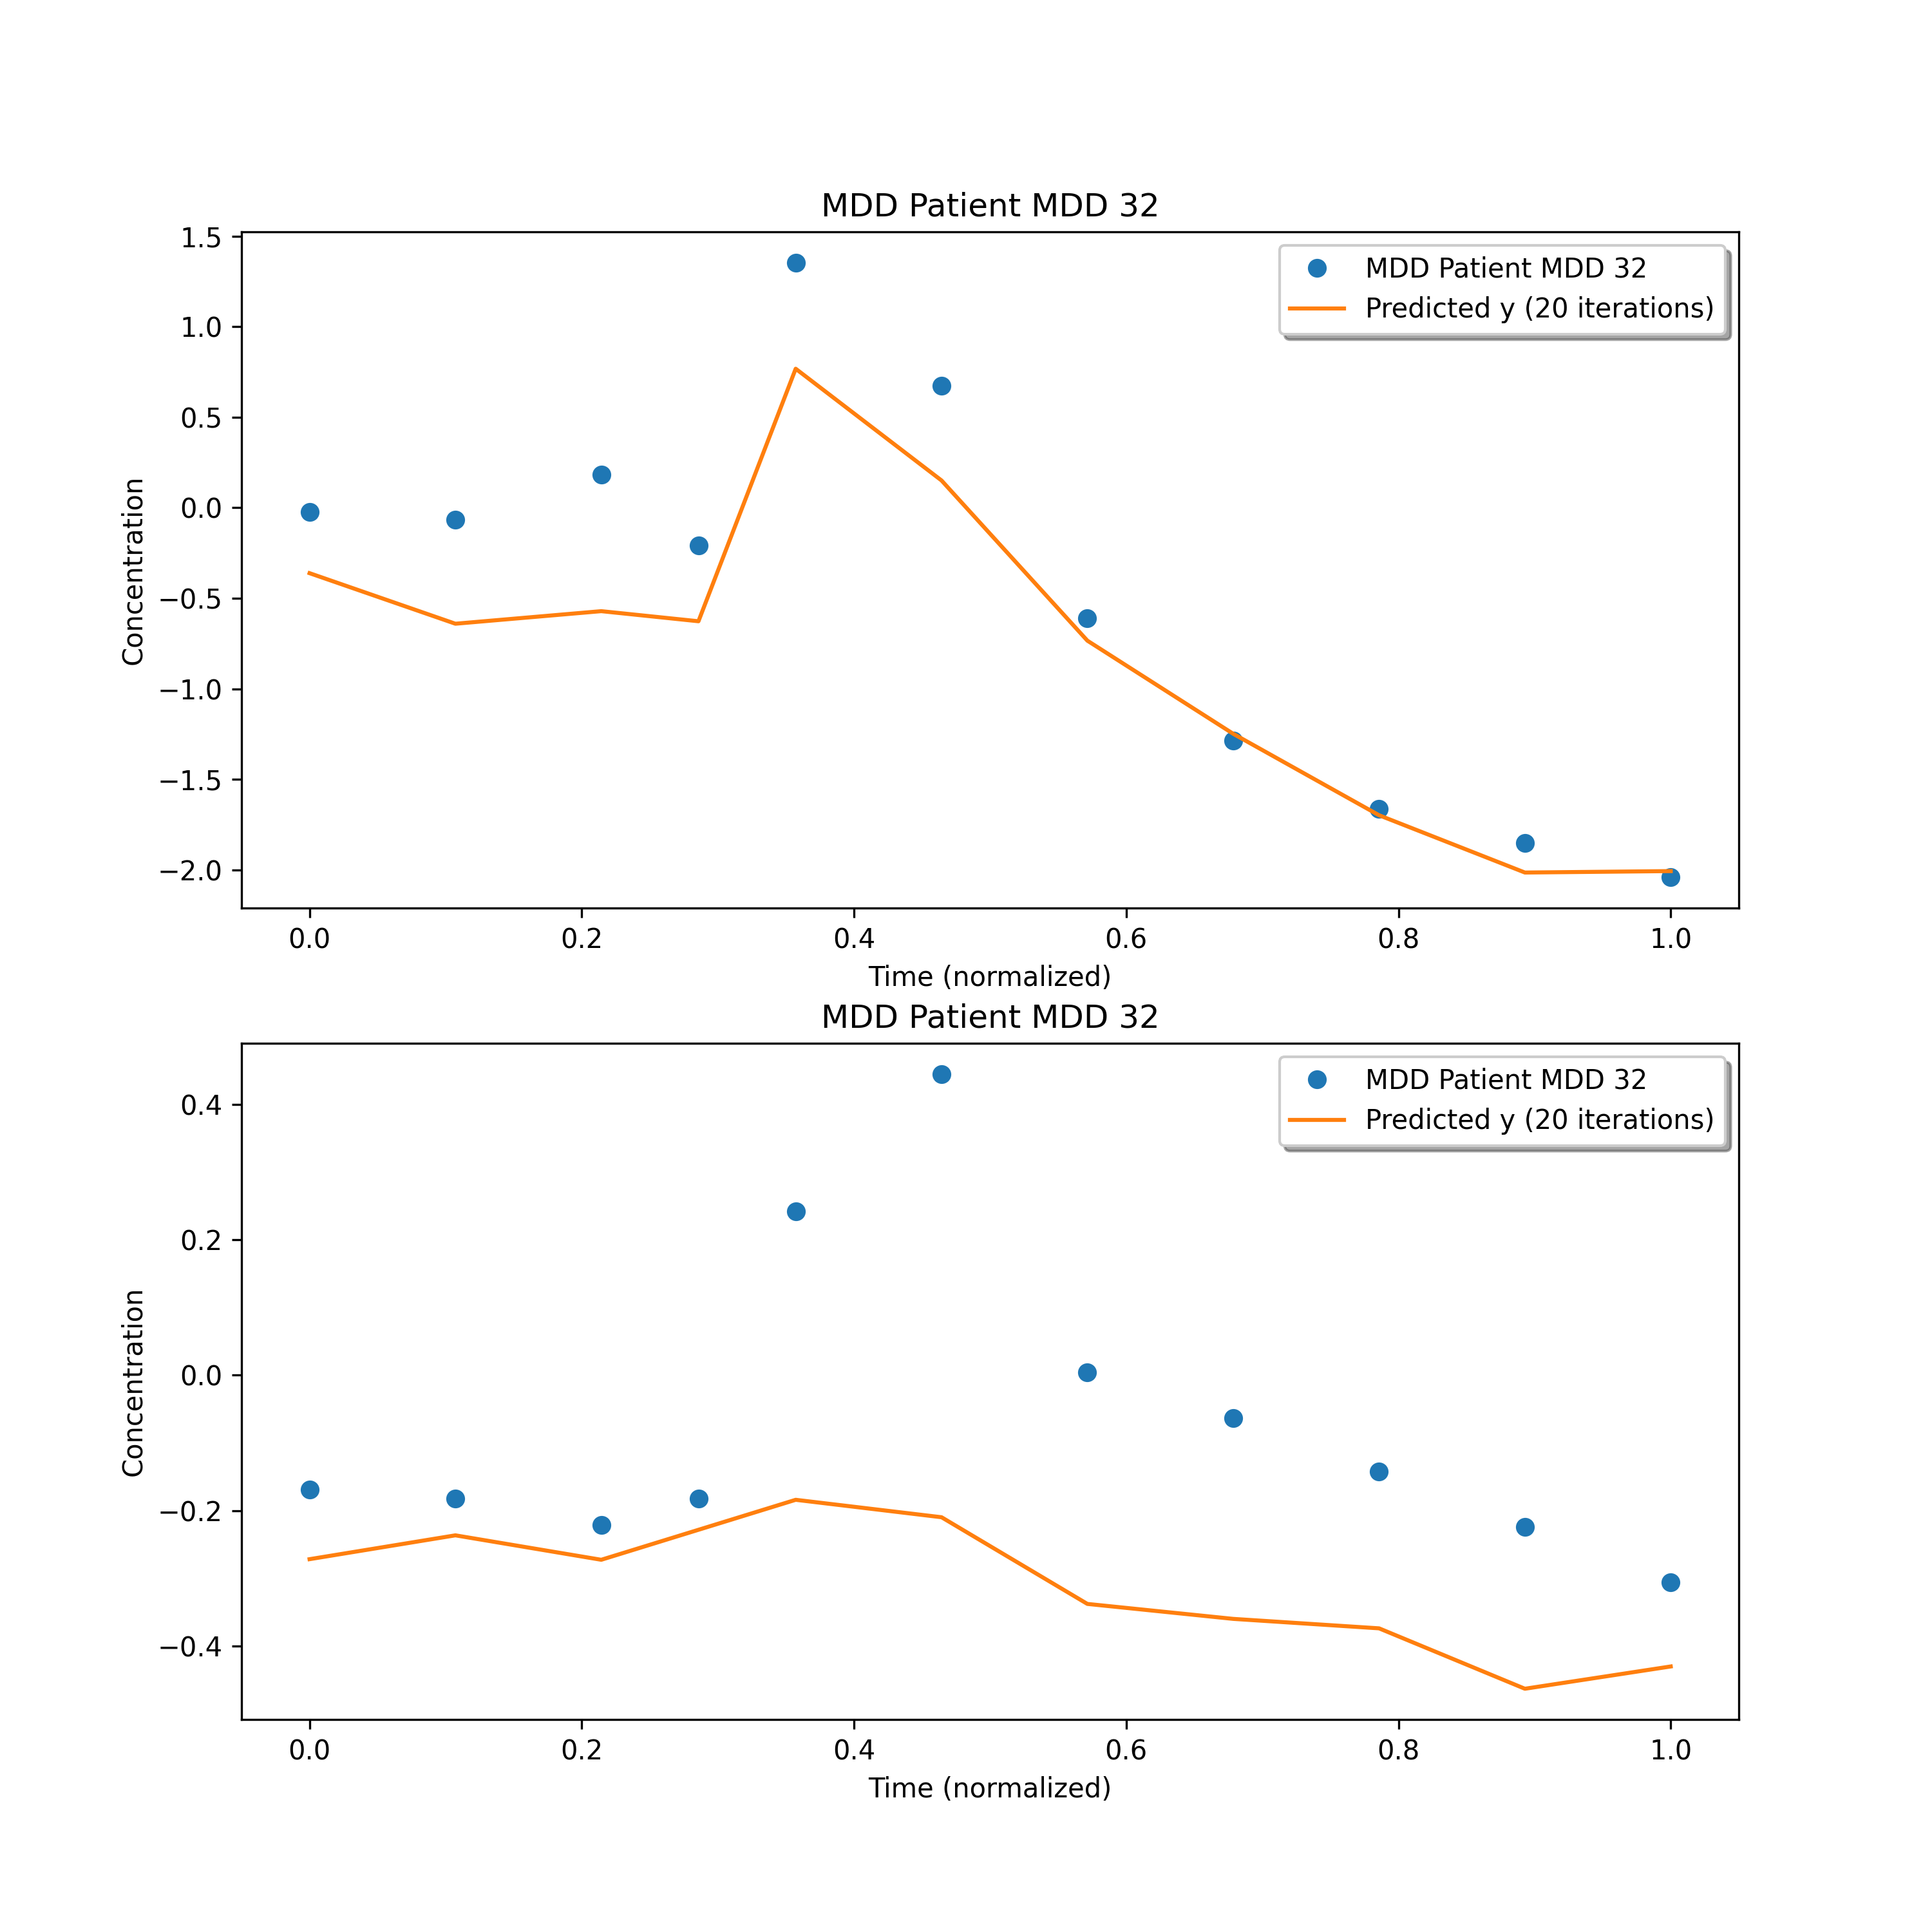 MDD Patient MDD 32
1.5
1.0
0.5
0.0
−0.5
−1.0
−1.5
−2.0
Concentration
MDD Patient MDD 32
Predicted y (20 iterations)
0.0 0.2 0.4 0.6 0.8 1.0
Time (normalized)
MDD Patient MDD 32
0.4
0.2
0.0
−0.2
−0.4
Concentration
MDD Patient MDD 32
Predicted y (20 iterations)
0.0 0.2 0.4 0.6 0.8 1.0
Time (normalized)